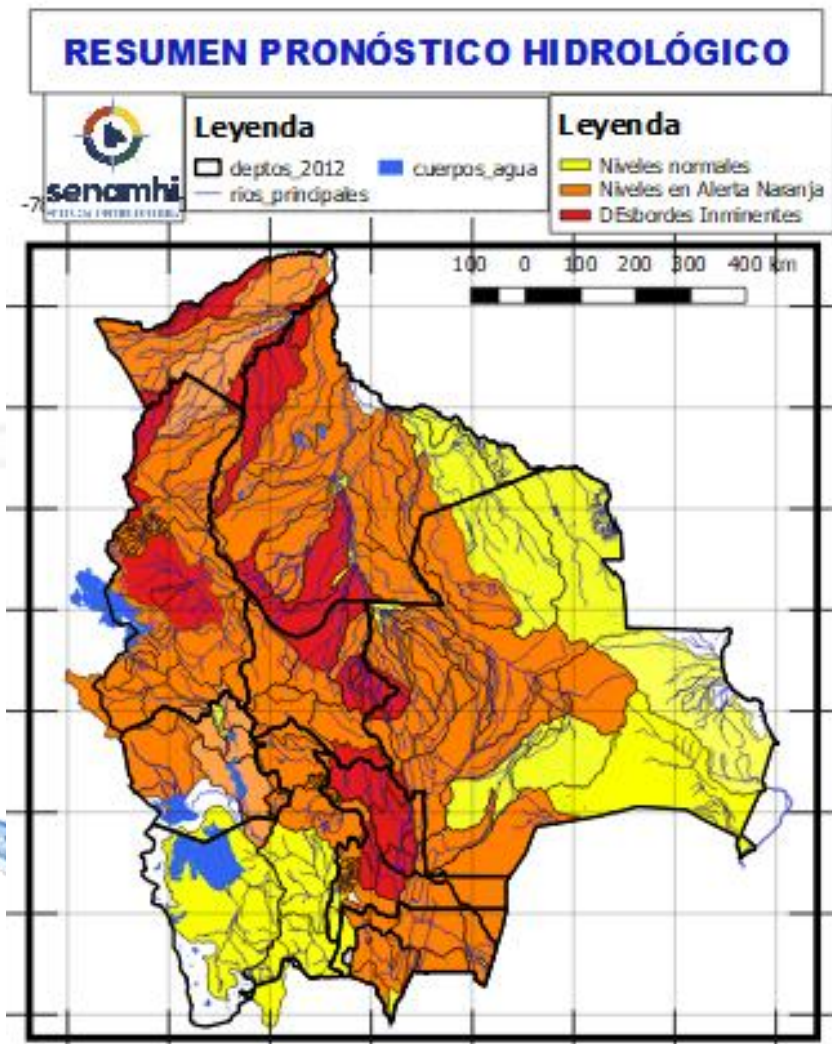 RESUMEN PRONÓSTICO HIDROLÓGICO
senamhi
Leyenda
deptos_2012 cuerpos_agua
rios_principales
Leyenda
Niveles normales
Niveles en Alerta Naranja
DEsbordes Inminentes
100 0 100 200 300 400 km